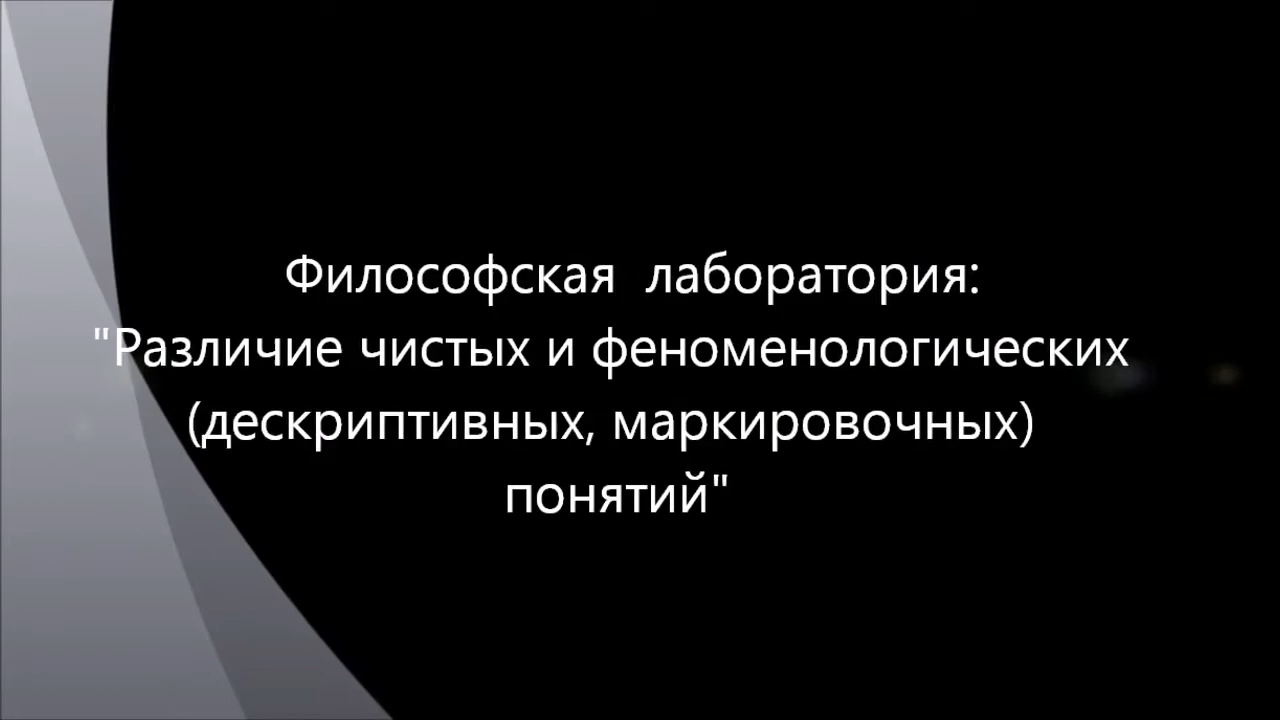 Философская лаборатория:
"Различие чистых и феноменологических
(дескриптивных, маркировочных)
понятий"